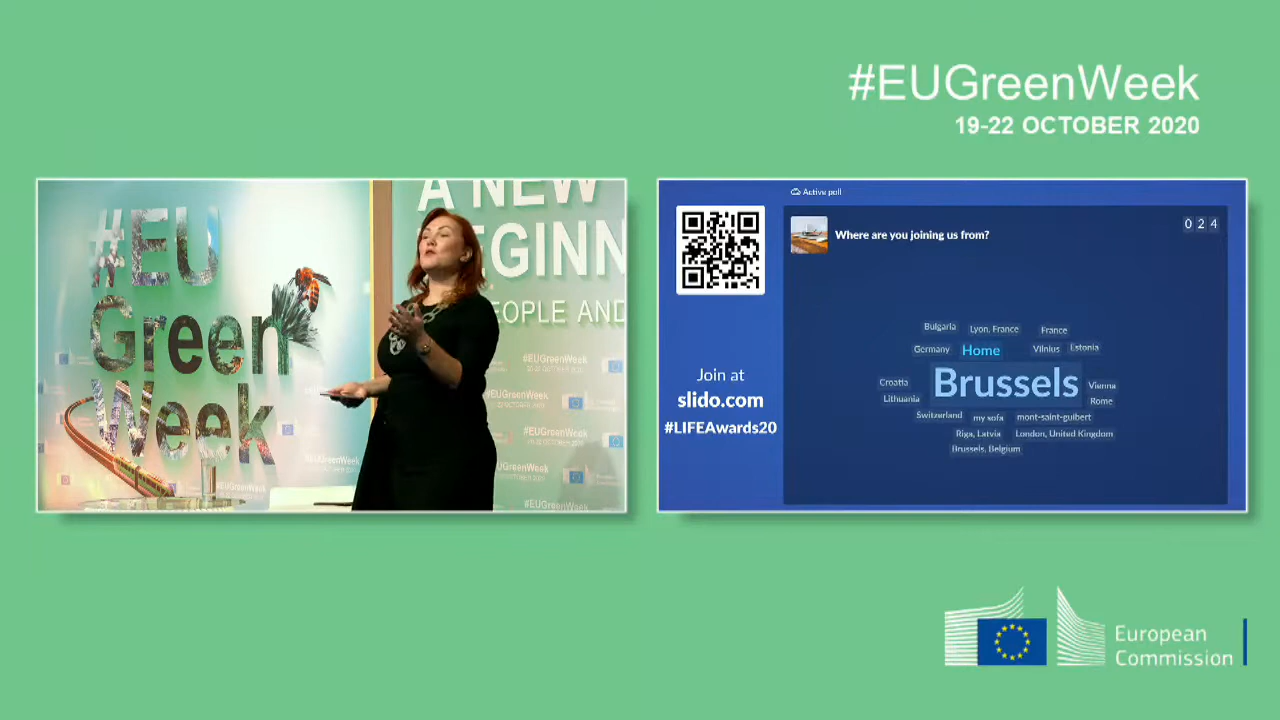 #EUGreenWeek
19-22 OCTOBER 2020
#EU
Green
Week
A NEW
BEGINN
EOPLE AND
#EUGreenWeek
#EUGreenWeek
#EUGreenWeek
#EUGreenWeek
Active poll
Where are you joining us from?
0 2 4
Join at
slido.com
#LIFEAwards20
Bulgaria
Lyon, France
France
Germany
Home
Vilnius
Estonia
Croatia
Brussels
Vienna
Lithuania
Rome
Switzerland
my sofa
mont-saint-guibert
Riga, Latvia
London, United Kingdom
Brussels, Belgium
European
Commission